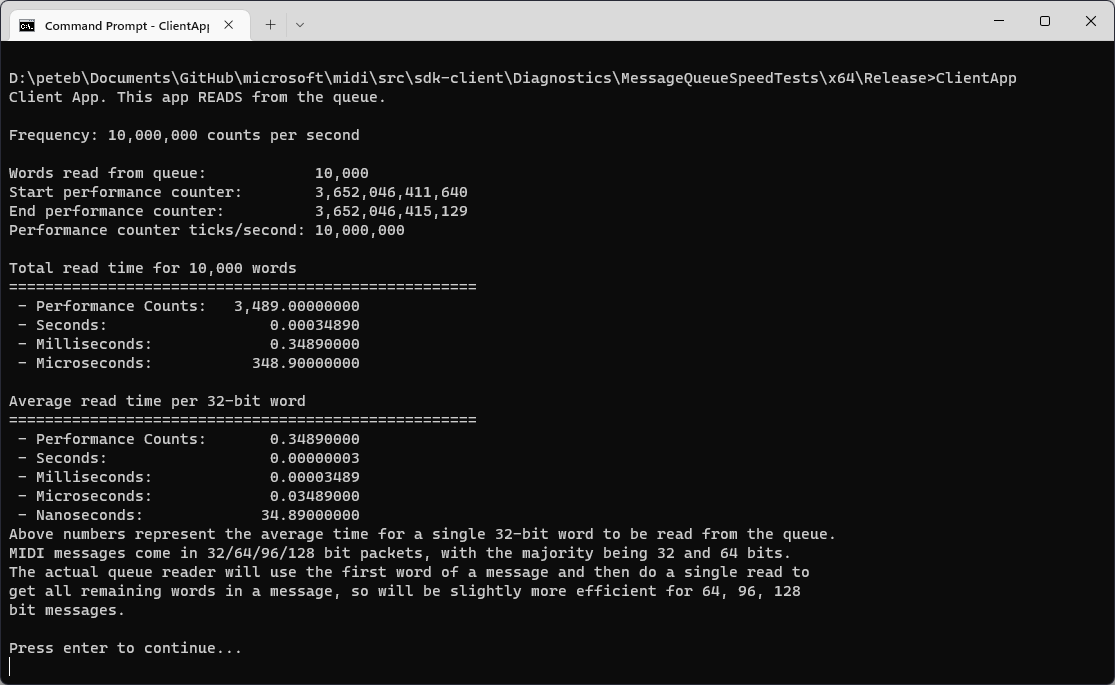 Command Prompt - ClientApp
D:\peteb\Documents\GitHub\microsoft\midi\src\sdk-client\Diagnostics\MessageQueueSpeedTests\x64\Release>ClientApp
Client App. This app READS from the queue.
Frequency: 10,000,000 counts per second
Words read from queue: 10,000
Start performance counter: 3,652,046,411,640
End performance counter: 3,652,046,415,129
Performance counter ticks/second: 10,000,000
Total read time for 10,000 words
====================================================
- Performance Counts: 3,489.00000000
- Seconds: 0.00034890
- Milliseconds: 0.34890000
- Microseconds: 348.90000000
Average read time per 32-bit word
====================================================
- Performance Counts: 0.34890000
- Seconds: 0.00000003
- Milliseconds: 0.00003489
- Microseconds: 0.03489000
- Nanoseconds: 34.89000000
Above numbers represent the average time for a single 32-bit word to be read from the queue.
MIDI messages come in 32/64/96/128 bit packets, with the majority being 32 and 64 bits.
The actual queue reader will use the first word of a message and then do a single read to
get all remaining words in a message, so will be slightly more efficient for 64, 96, 128
bit messages.
Press enter to continue...